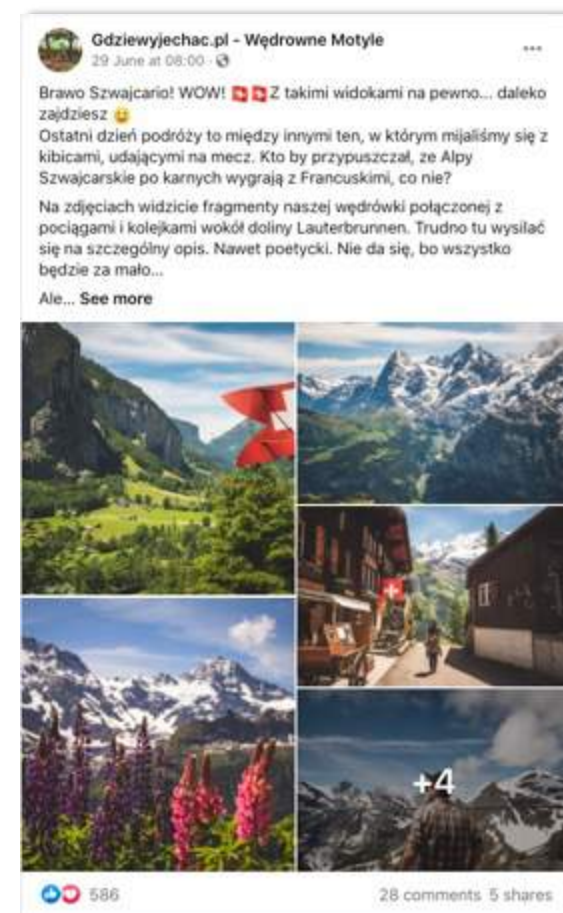 Gdziewyjechac.pl - Wędrowne Motyle
29 June at 08:00 ·
Brawo Szwajcario! WOW! 🇨🇭🇨🇭Z takimi widokami na pewno... daleko
zajdziesz 😀
Ostatni dzień podróży to między innymi ten, w którym mijaliśmy się z
kibicami, udającymi na mecz. Kto by przypuszczał, ze Alpy
Szwajcarskie po karnych wygrają z Francuskimi, co nie?
Na zdjęciach widzicie fragmenty naszej wędrówki połączonej z
pociągami i kolejkami wokół doliny Lauterbrunnen. Trudno tu wysilać
się na szczególny opis. Nawet poetycki. Nie da się, bo wszystko
będzie za mało...
Ale... See more
+4
586
28 comments 5 shares